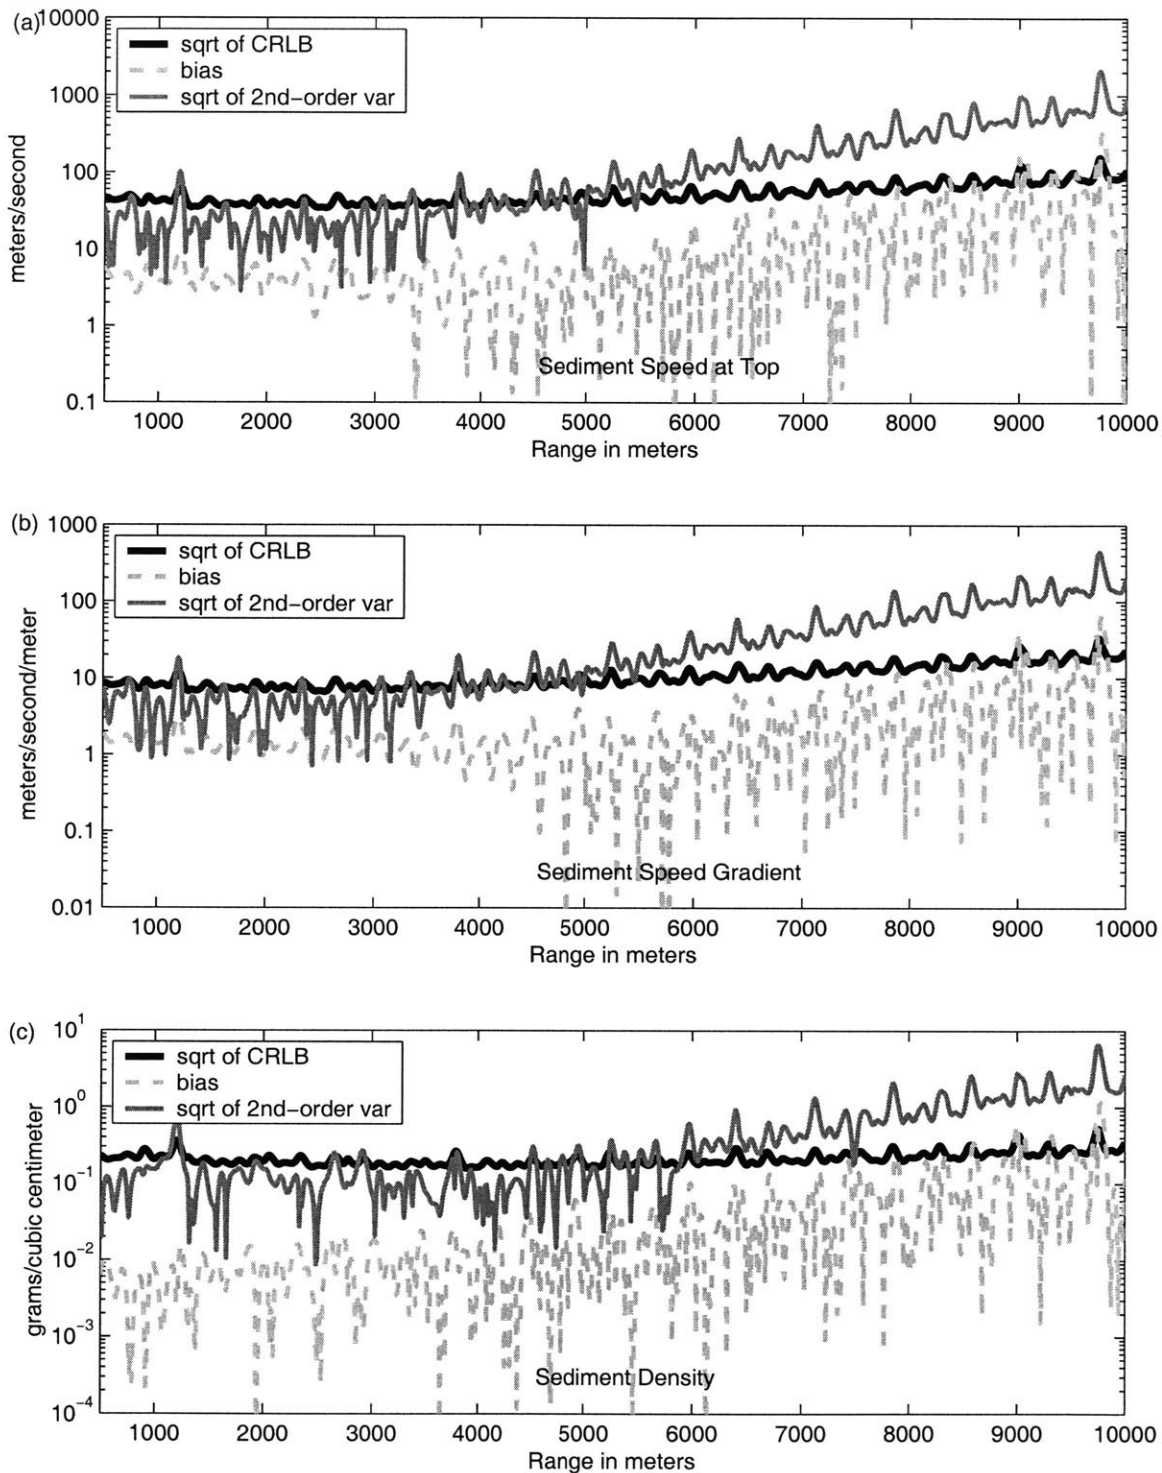 (a)
10000
1000
100
10
1
0.1
meters/second
sqrt of CRLB
bias
sqrt of 2nd-order var
Sediment Speed at Top
1000 2000 3000 4000 5000 6000 7000 8000 9000 10000
Range in meters
(b)
1000
100
10
1
0.1
0.01
meters/second/meter
sqrt of CRLB
bias
sqrt of 2nd-order var
Sediment Speed Gradient
1000 2000 3000 4000 5000 6000 7000 8000 9000 10000
Range in meters
(c)
10^1
10^0
10^-1
10^-2
10^-3
10^-4
grams/cubic centimeter
sqrt of CRLB
bias
sqrt of 2nd-order var
Sediment Density
1000 2000 3000 4000 5000 6000 7000 8000 9000 10000
Range in meters